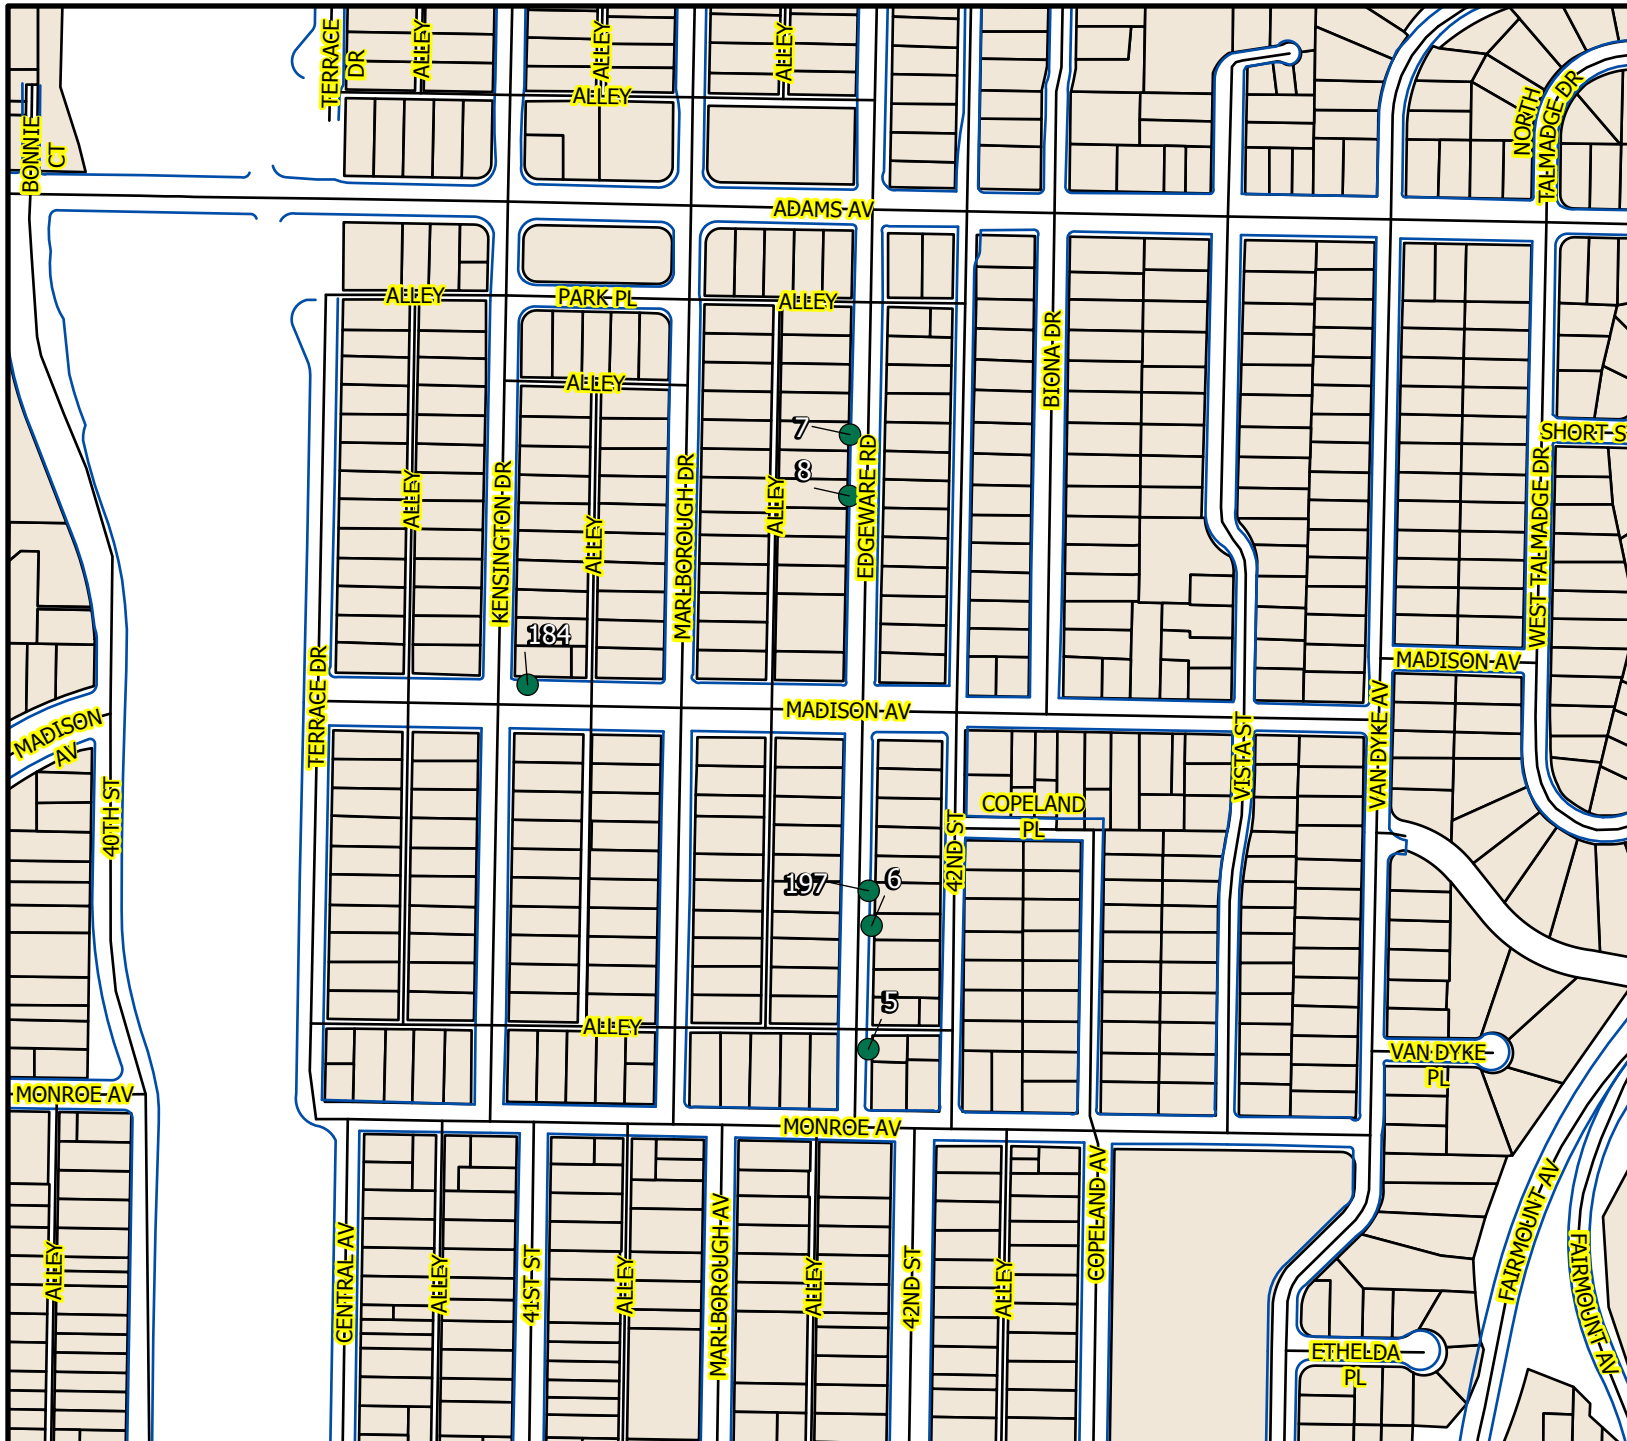 TERRACE
DR
ALLEY
ALLEY
ALLEY
ALLEY
BONNIE
CT
NORTH
TALMADGE DR
ADAMS AV
ALLEY
PARK PL
ALLEY
BIONA DR
ALLEY
7
SHORT S
8
ALLEY
KENSINGTON DR
ALLEY
MARLBOROUGH DR
ALLEY
EDGEWARE RD
WEST TALMADGE DR
184
TERRACE DR
MADISON AV
MADISON
AV
MADISON AV
VISTA ST
VAN DYKE AV
40TH ST
COPELAND
PL
42ND ST
197
6
5
ALLEY
VAN DYKE
PL
MONROE AV
MONROE AV
ALLEY
CENTRAL AV
ALLEY
41ST ST
ALLEY
MARLBOROUGH AV
ALLEY
42ND ST
ALLEY
COPELAND AV
FAIRMOUNT AV
FAIRMOUNT AV
ETHELDA
PL